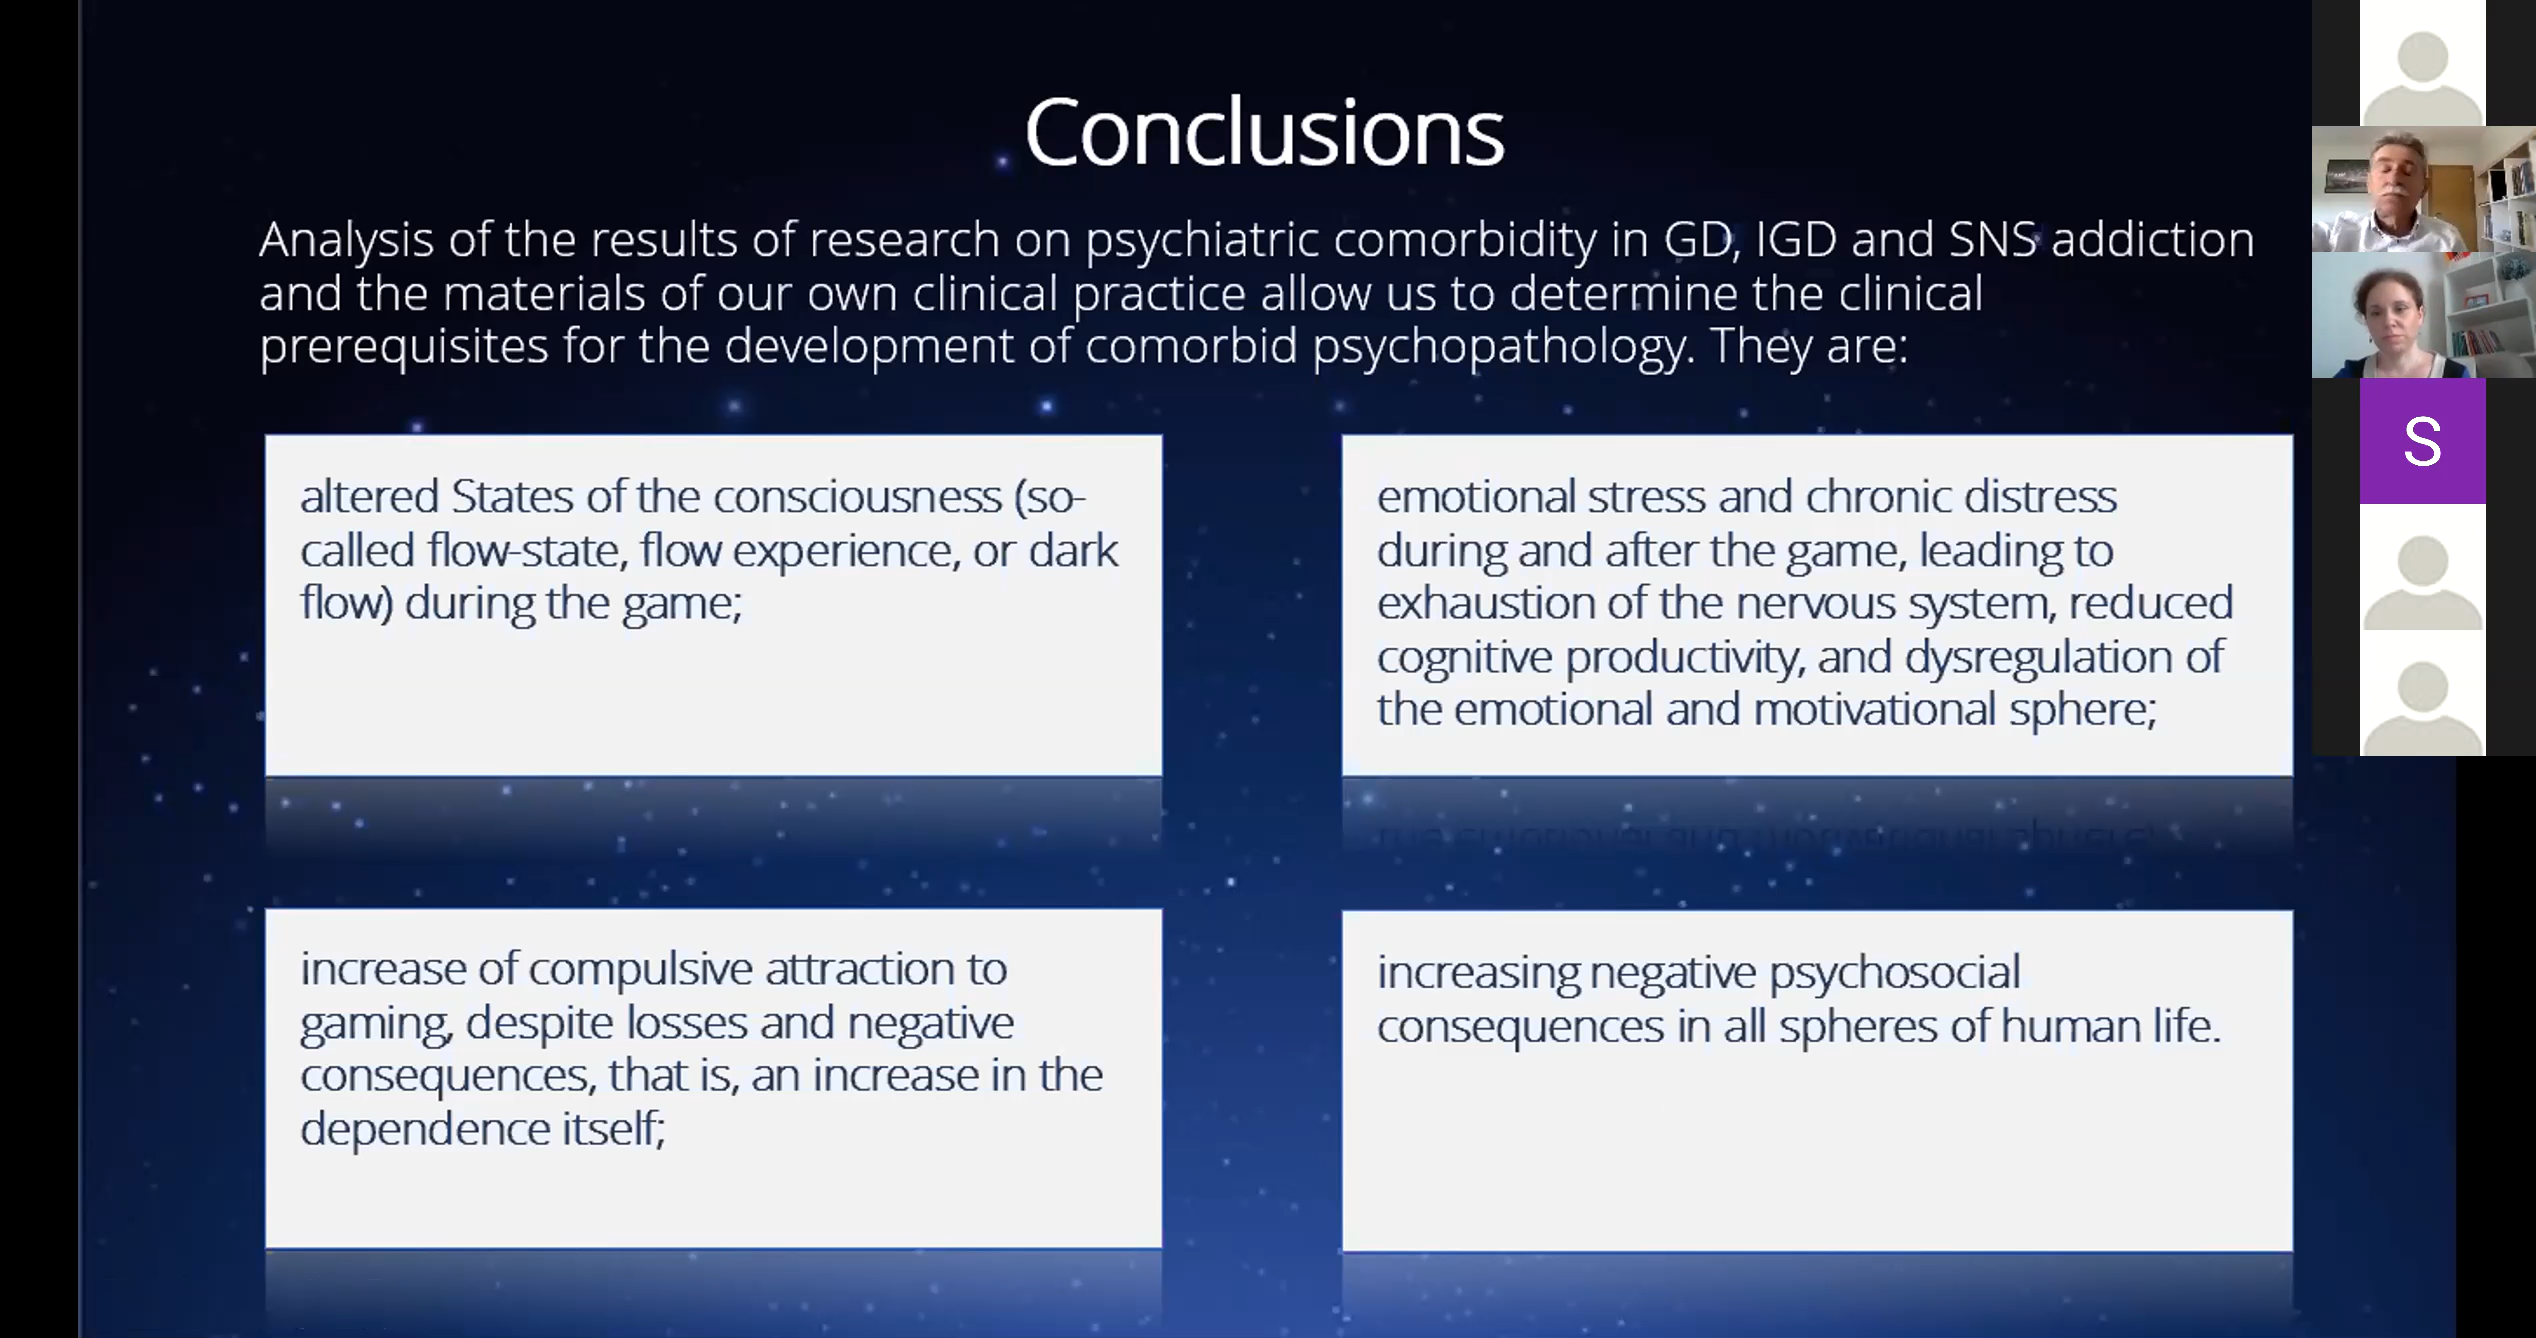 Conclusions
Analysis of the results of research on psychiatric comorbidity in GD, IGD and SNS addiction
and the materials of our own clinical practice allow us to determine the clinical
prerequisites for the development of comorbid psychopathology. They are:
altered States of the consciousness (so-
called flow-state, flow experience, or dark
flow) during the game;
emotional stress and chronic distress
during and after the game, leading to
exhaustion of the nervous system, reduced
cognitive productivity, and dysregulation of
the emotional and motivational sphere;
increase of compulsive attraction to
gaming, despite losses and negative
consequences, that is, an increase in the
dependence itself;
increasing negative psychosocial
consequences in all spheres of human life.
S